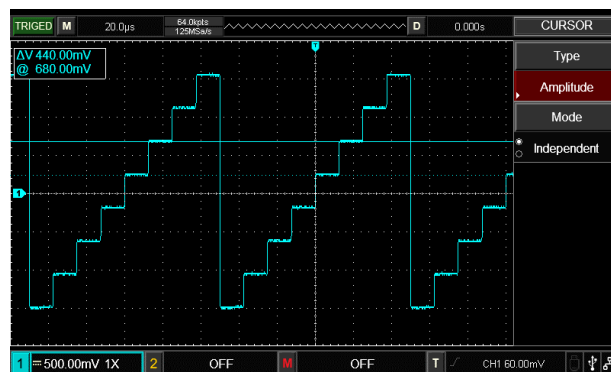 TRIGED M 20.0µs 64.0kpts 125MSa/s D 0.000s CURSOR
T
ΔV 440.00mV
@ 680.00mV
Type
Amplitude
Mode
Independent
1
1 500.00mV 1X 2 OFF M OFF T CH1 60.00mV